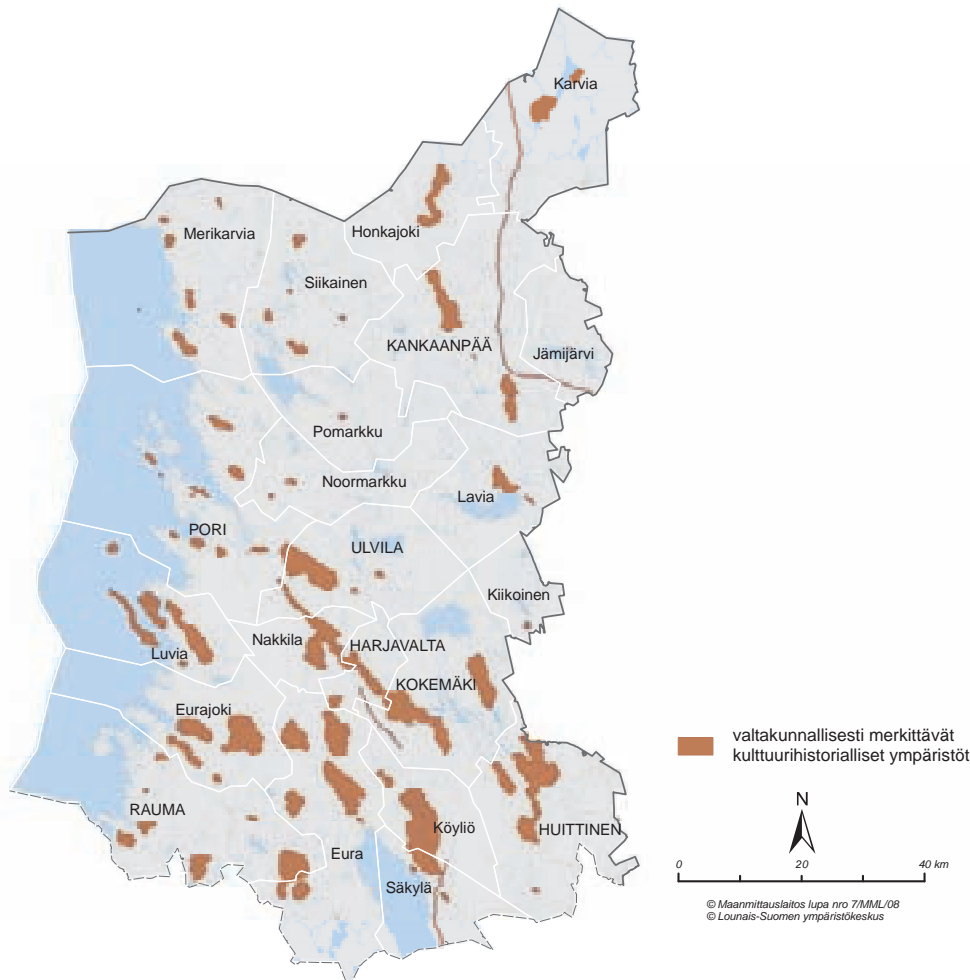 Karvia
Honkajoki
Merikarvia
Siikainen
KANKAANPÄÄ
Jämijärvi
Pomarkku
Noormarkku
Lavia
PORI
ULVILA
Kiikoinen
Nakkila
HARJAVALTA
Luvia
KOKEMÄKI
Eurajoki
RAUMA
Köyliö
HUITTINEN
Eura
Säkylä
valtakunnallisesti merkittävät
kulttuurihistorialliset ympäristöt
N
0 20 40 km
© Maanmittauslaitos lupa nro 7/MML/08
© Lounais-Suomen ympäristökeskus